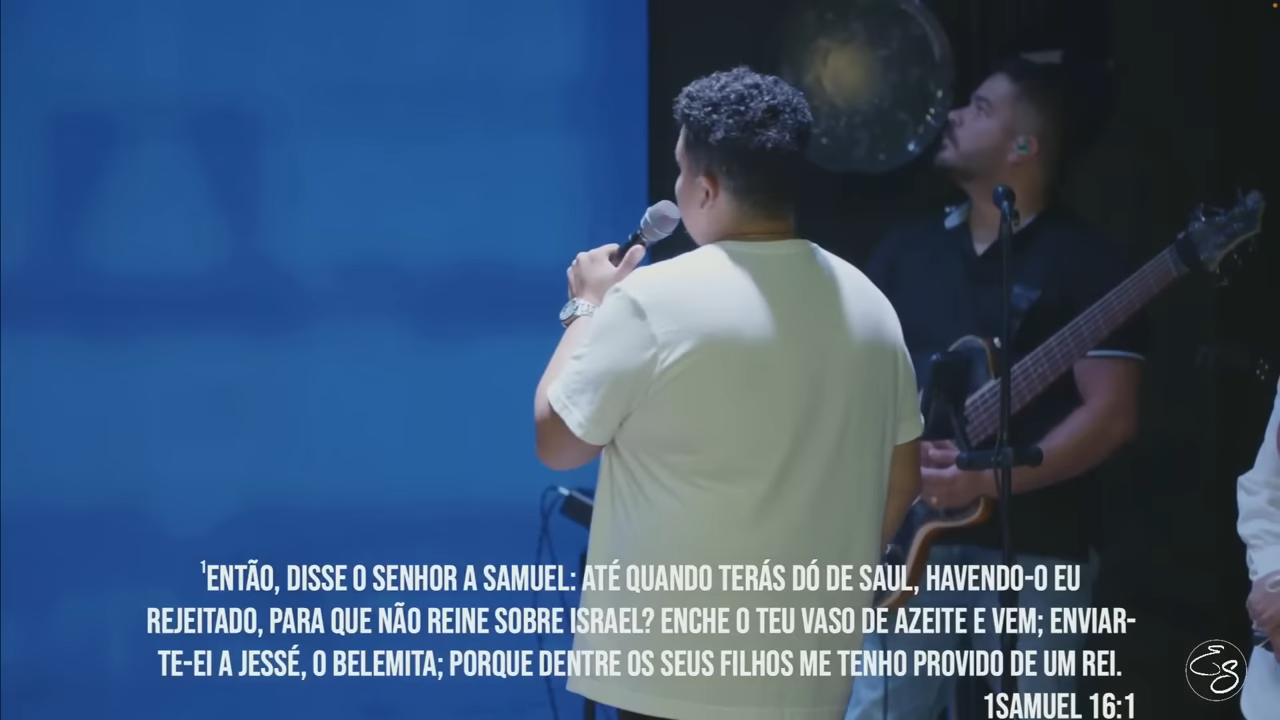 ¹ENTÃO, DISSE O SENHOR A SAMUEL: ATÉ QUANDO TERÁS DÓ DE SAUL, HAVENDO-O EU
REJEITADO, PARA QUE NÃO REINE SOBRE ISRAEL? ENCHE O TEU VASO DE AZEITE E VEM; ENVIAR-
TE-EI A JESSÉ, O BELEMITA; PORQUE DENTRE OS SEUS FILHOS ME TENHO PROVIDO DE UM REI.
1SAMUEL 16:1
ES